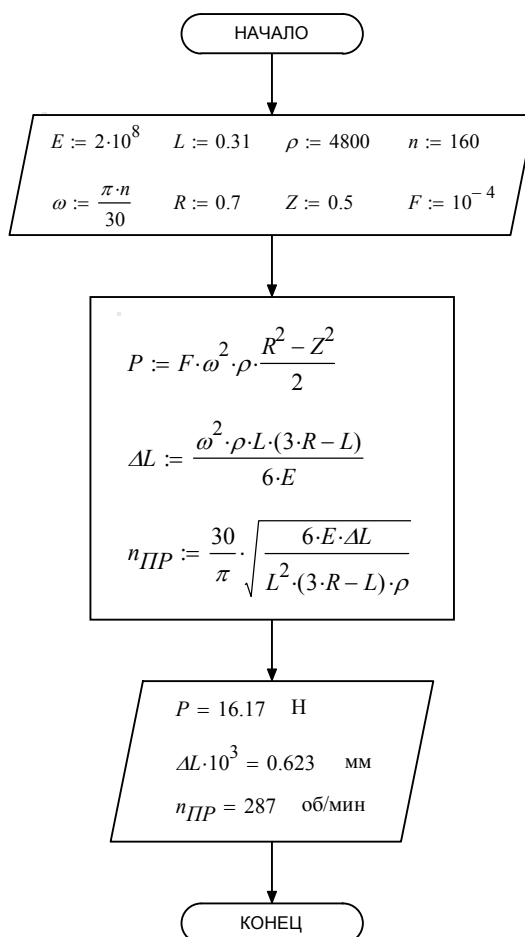 НАЧАЛО
E := 2·10^8 L := 0.31 ρ := 4800 n := 160
ω := π·n/30 R := 0.7 Z := 0.5 F := 10^−4
P := F·ω^2·ρ·(R^2 − Z^2)/2
ΔL := ω^2·ρ·L·(3·R − L)/(6·E)
n_ПР := 30/π·√(6·E·ΔL/(L^2·(3·R − L)·ρ))
P = 16.17 Н
ΔL·10^3 = 0.623 мм
n_ПР = 287 об/мин
КОНЕЦ